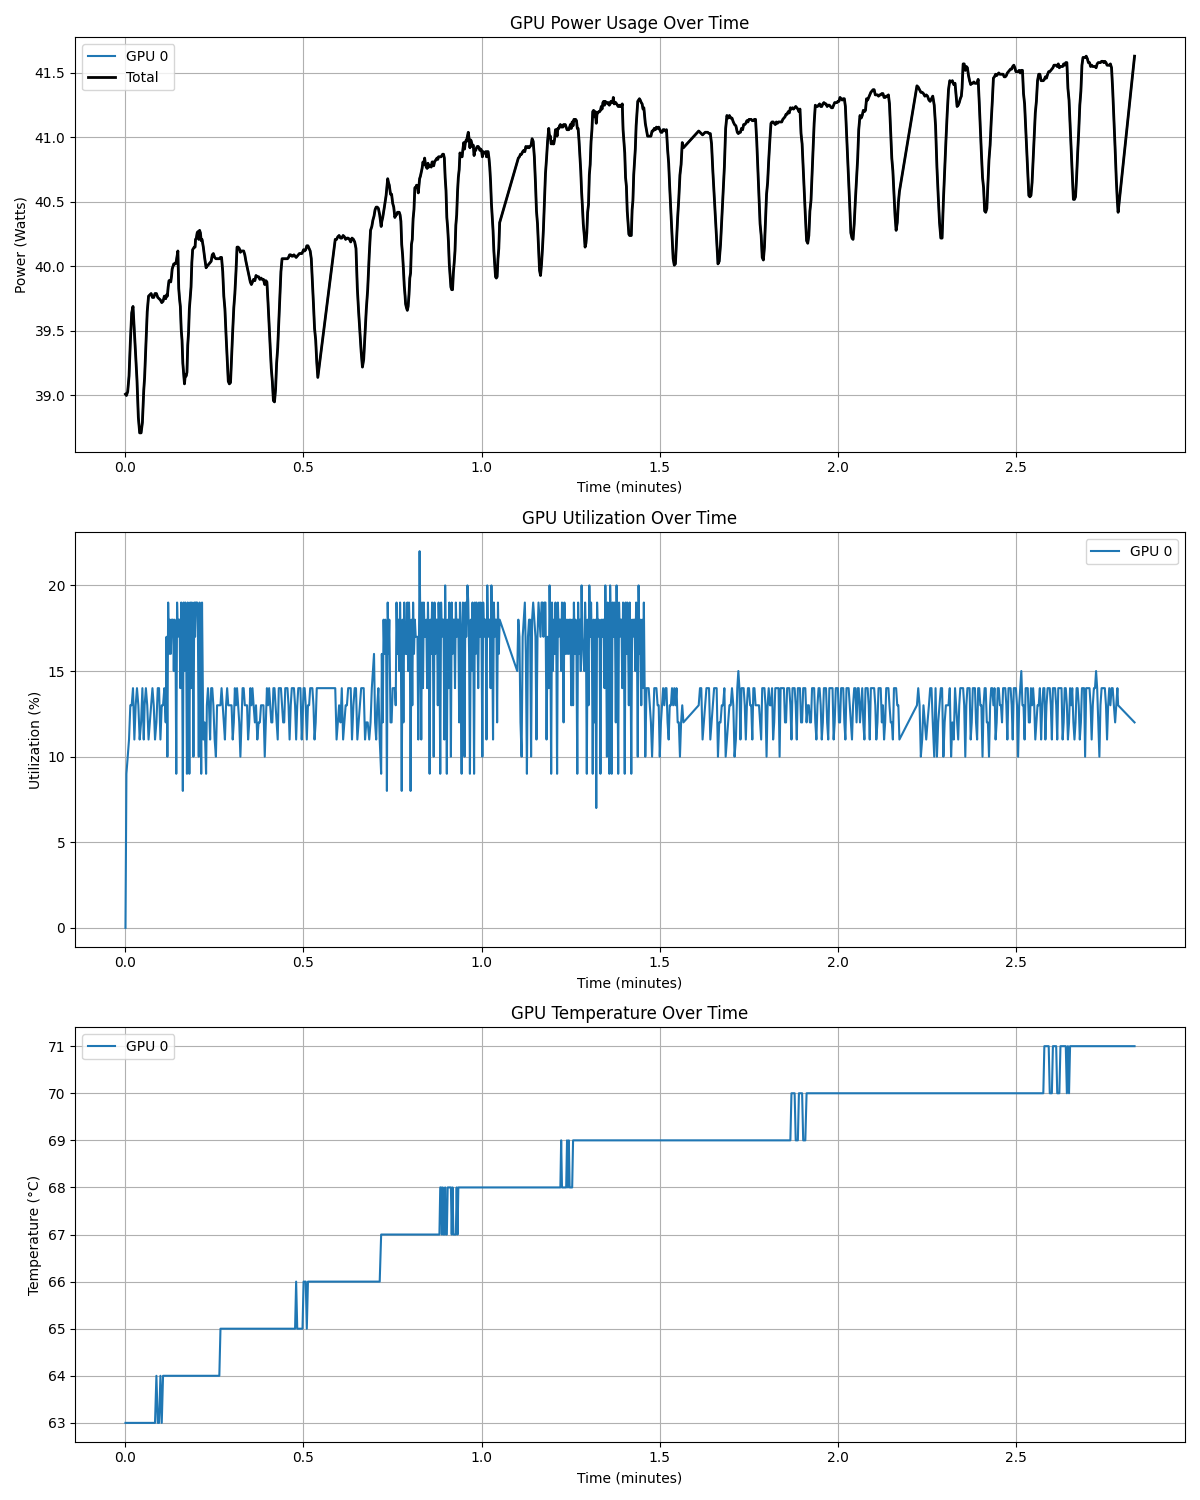 GPU Power Usage Over Time
GPU 0
Total
41.5
41.0
40.5
40.0
39.5
39.0
Power (Watts)
0.0 0.5 1.0 1.5 2.0 2.5
Time (minutes)
GPU Utilization Over Time
GPU 0
20
15
10
5
0
Utilization (%)
0.0 0.5 1.0 1.5 2.0 2.5
Time (minutes)
GPU Temperature Over Time
GPU 0
71
70
69
68
67
66
65
64
63
Temperature (°C)
0.0 0.5 1.0 1.5 2.0 2.5
Time (minutes)